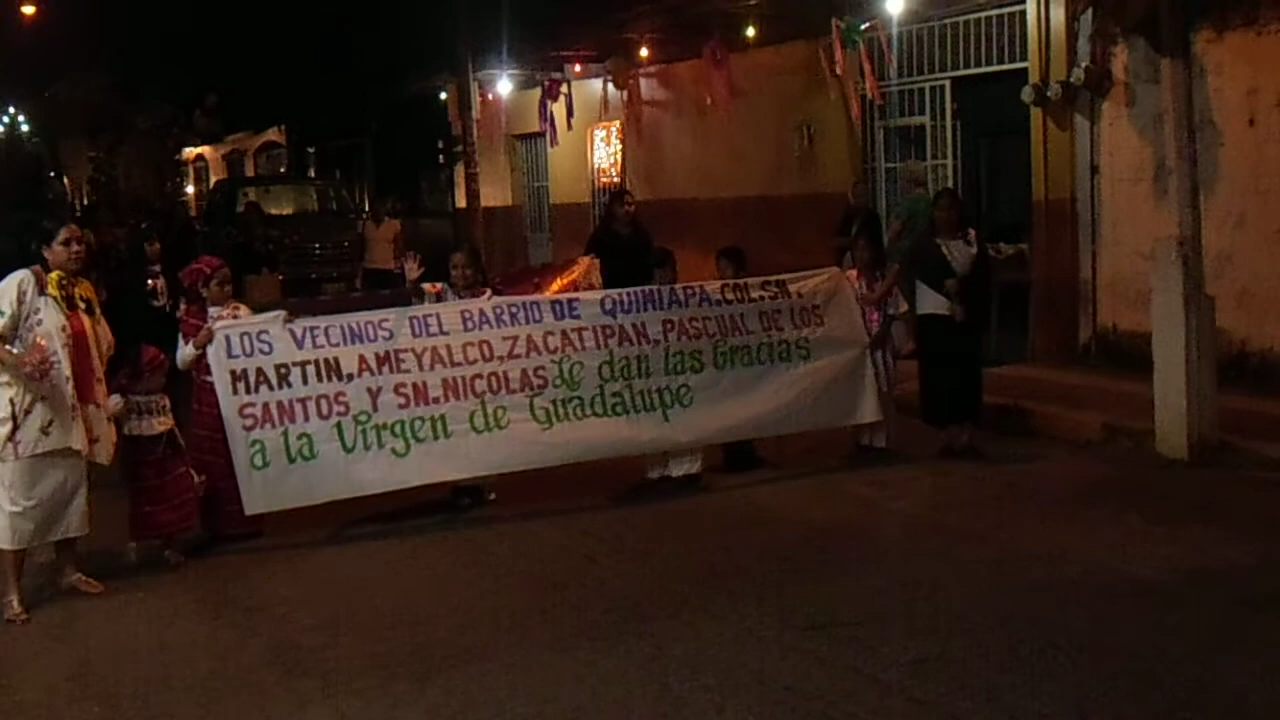 LOS VECINOS DEL BARRIO DE QUIMIAPA.COL.SN.
MARTIN,AMEYALCO,ZACATIPAN,PASCUAL DE LOS
SANTOS Y SN.NICOLAS Le dan las Gracias
a la Virgen de Guadalupe